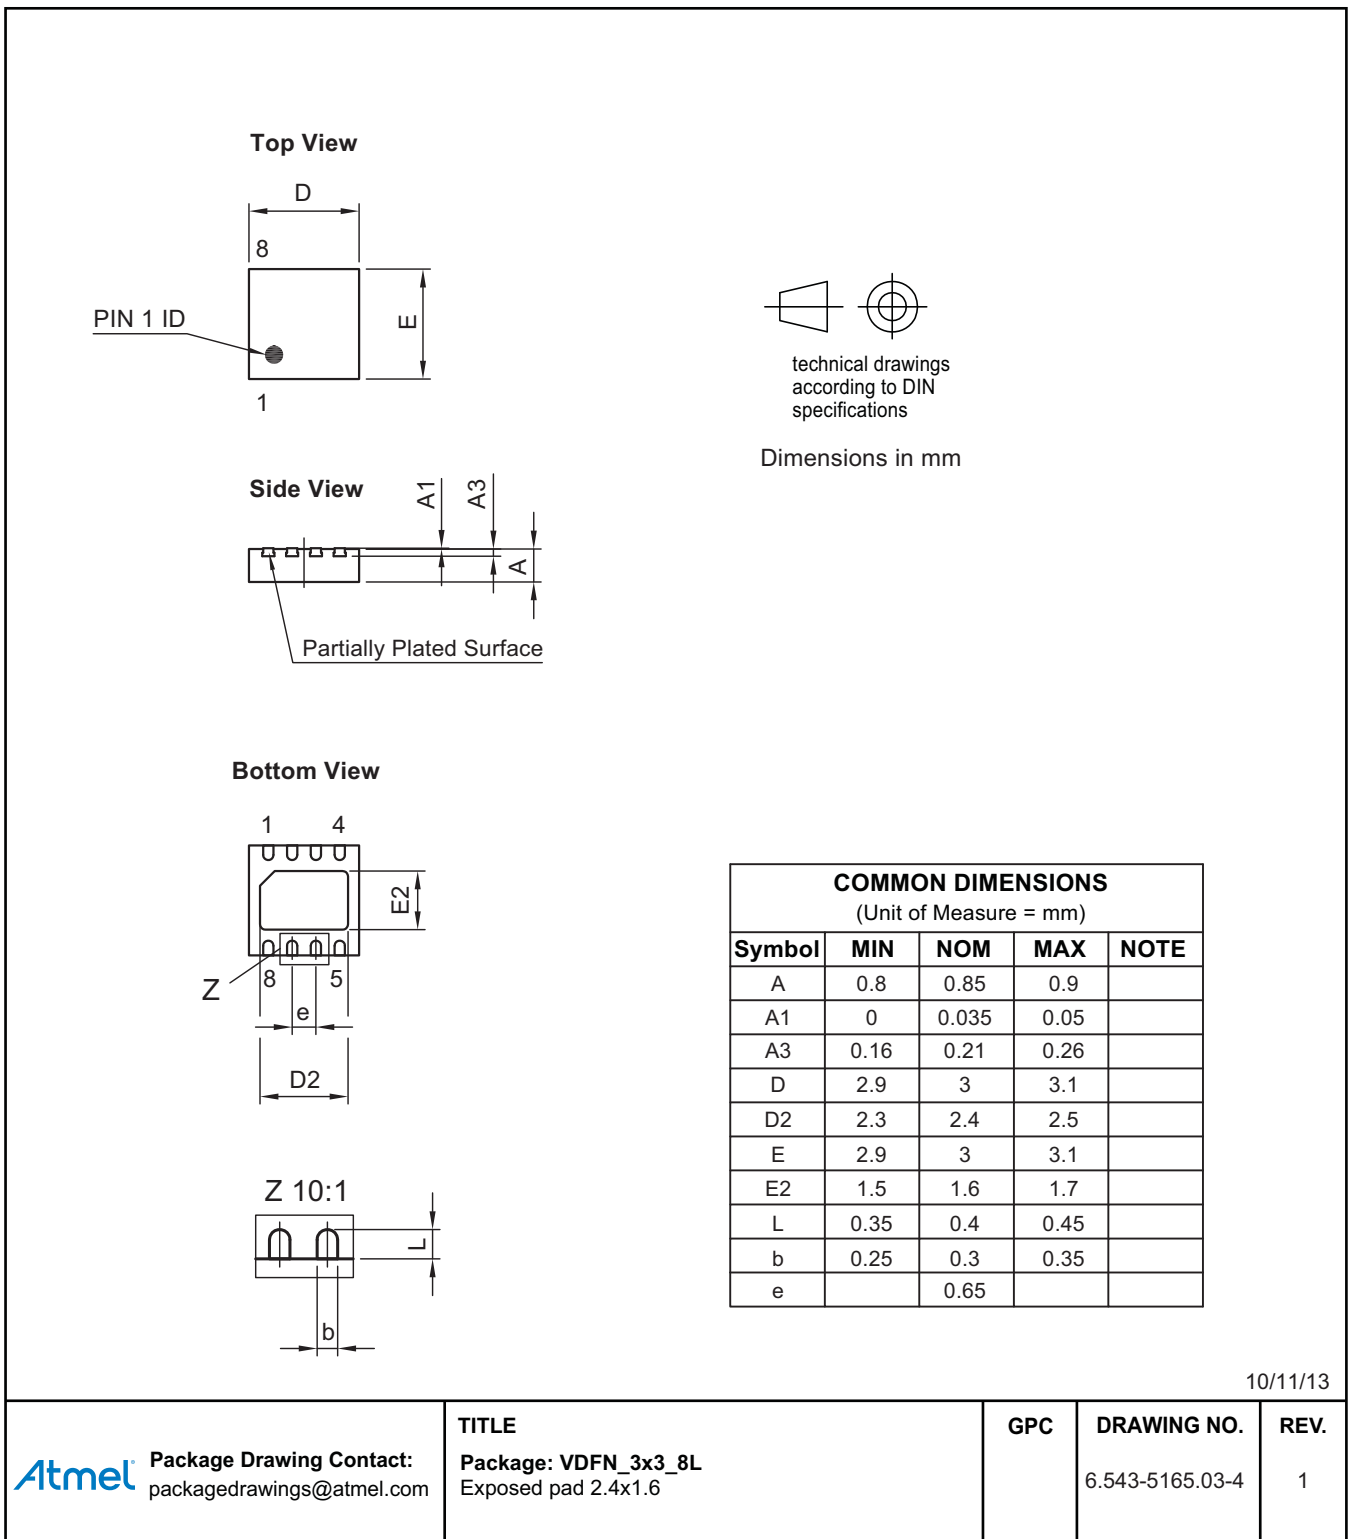 Top View
D
8
PIN 1 ID
E
1
technical drawings
according to DIN
specifications
Dimensions in mm
Side View
A1
A3
A
Partially Plated Surface
Bottom View
1 4
E2
Z
8 5
e
D2
Z 10:1
L
b
COMMON DIMENSIONS
(Unit of Measure = mm)
Symbol MIN NOM MAX NOTE
A 0.8 0.85 0.9
A1 0 0.035 0.05
A3 0.16 0.21 0.26
D 2.9 3 3.1
D2 2.3 2.4 2.5
E 2.9 3 3.1
E2 1.5 1.6 1.7
L 0.35 0.4 0.45
b 0.25 0.3 0.35
e 0.65
10/11/13
Atmel
Package Drawing Contact:
packagedrawings@atmel.com
TITLE
Package: VDFN_3x3_8L
Exposed pad 2.4x1.6
GPC
DRAWING NO.
6.543-5165.03-4
REV.
1